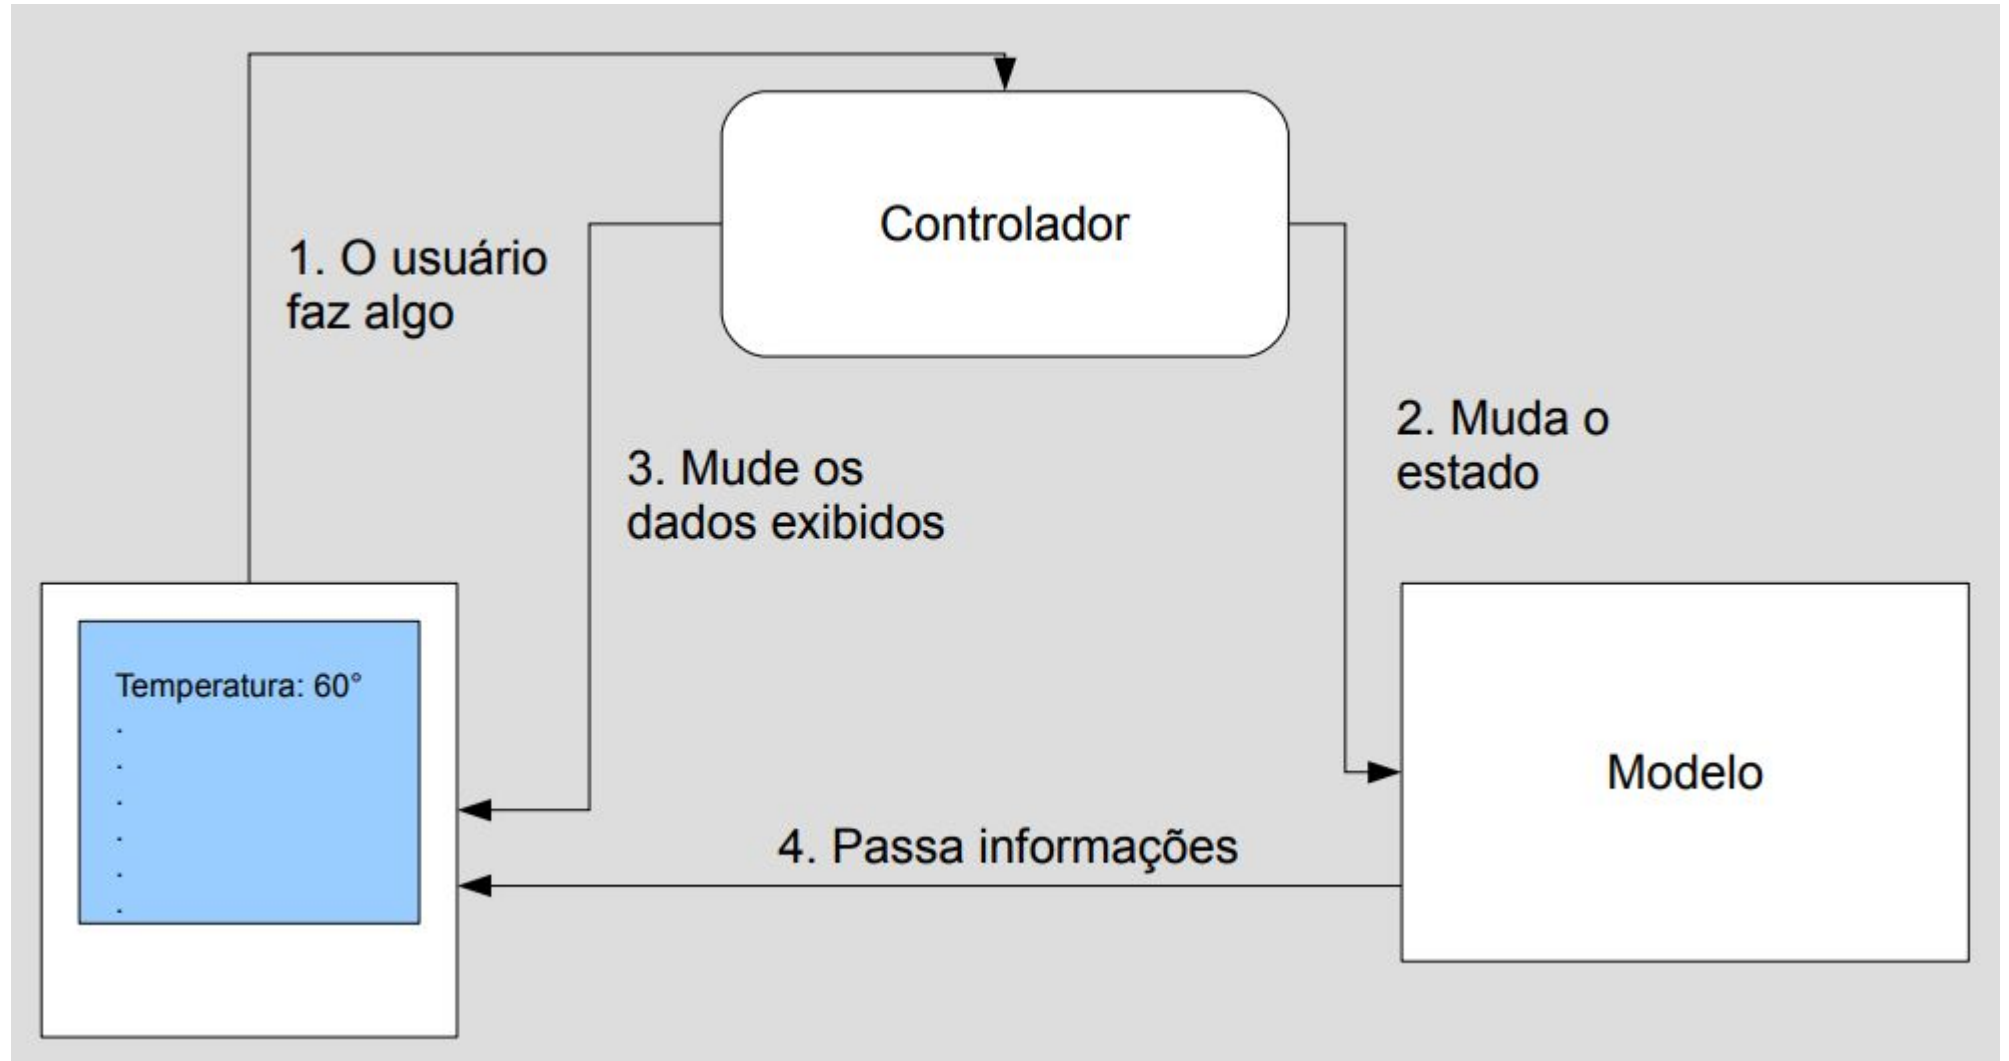 Controlador
1. O usuário
faz algo
2. Muda o
estado
3. Mude os
dados exibidos
Temperatura: 60°
.
.
.
.
.
.
Modelo
4. Passa informações